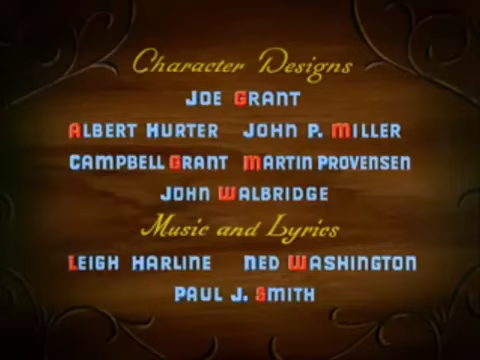 Character Designs
JOE GRANT
ALBERT HURTER JOHN P. MILLER
CAMPBELL GRANT MARTIN PROVENSEN
JOHN WALBRIDGE
Music and Lyrics
LEIGH HARLINE NED WASHINGTON
PAUL J. SMITH